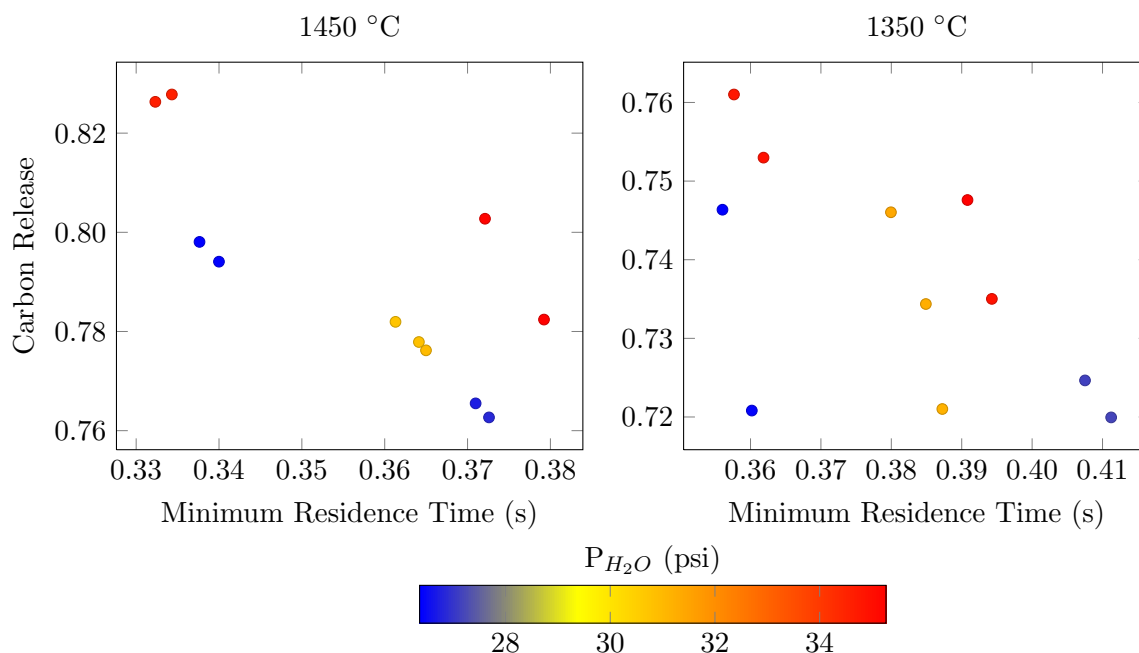 1450 °C
1350 °C
Carbon Release
0.82
0.80
0.78
0.76
0.33 0.34 0.35 0.36 0.37 0.38
Minimum Residence Time (s)
0.76
0.75
0.74
0.73
0.72
0.36 0.37 0.38 0.39 0.40 0.41
Minimum Residence Time (s)
P_{H_2O} (psi)
28 30 32 34